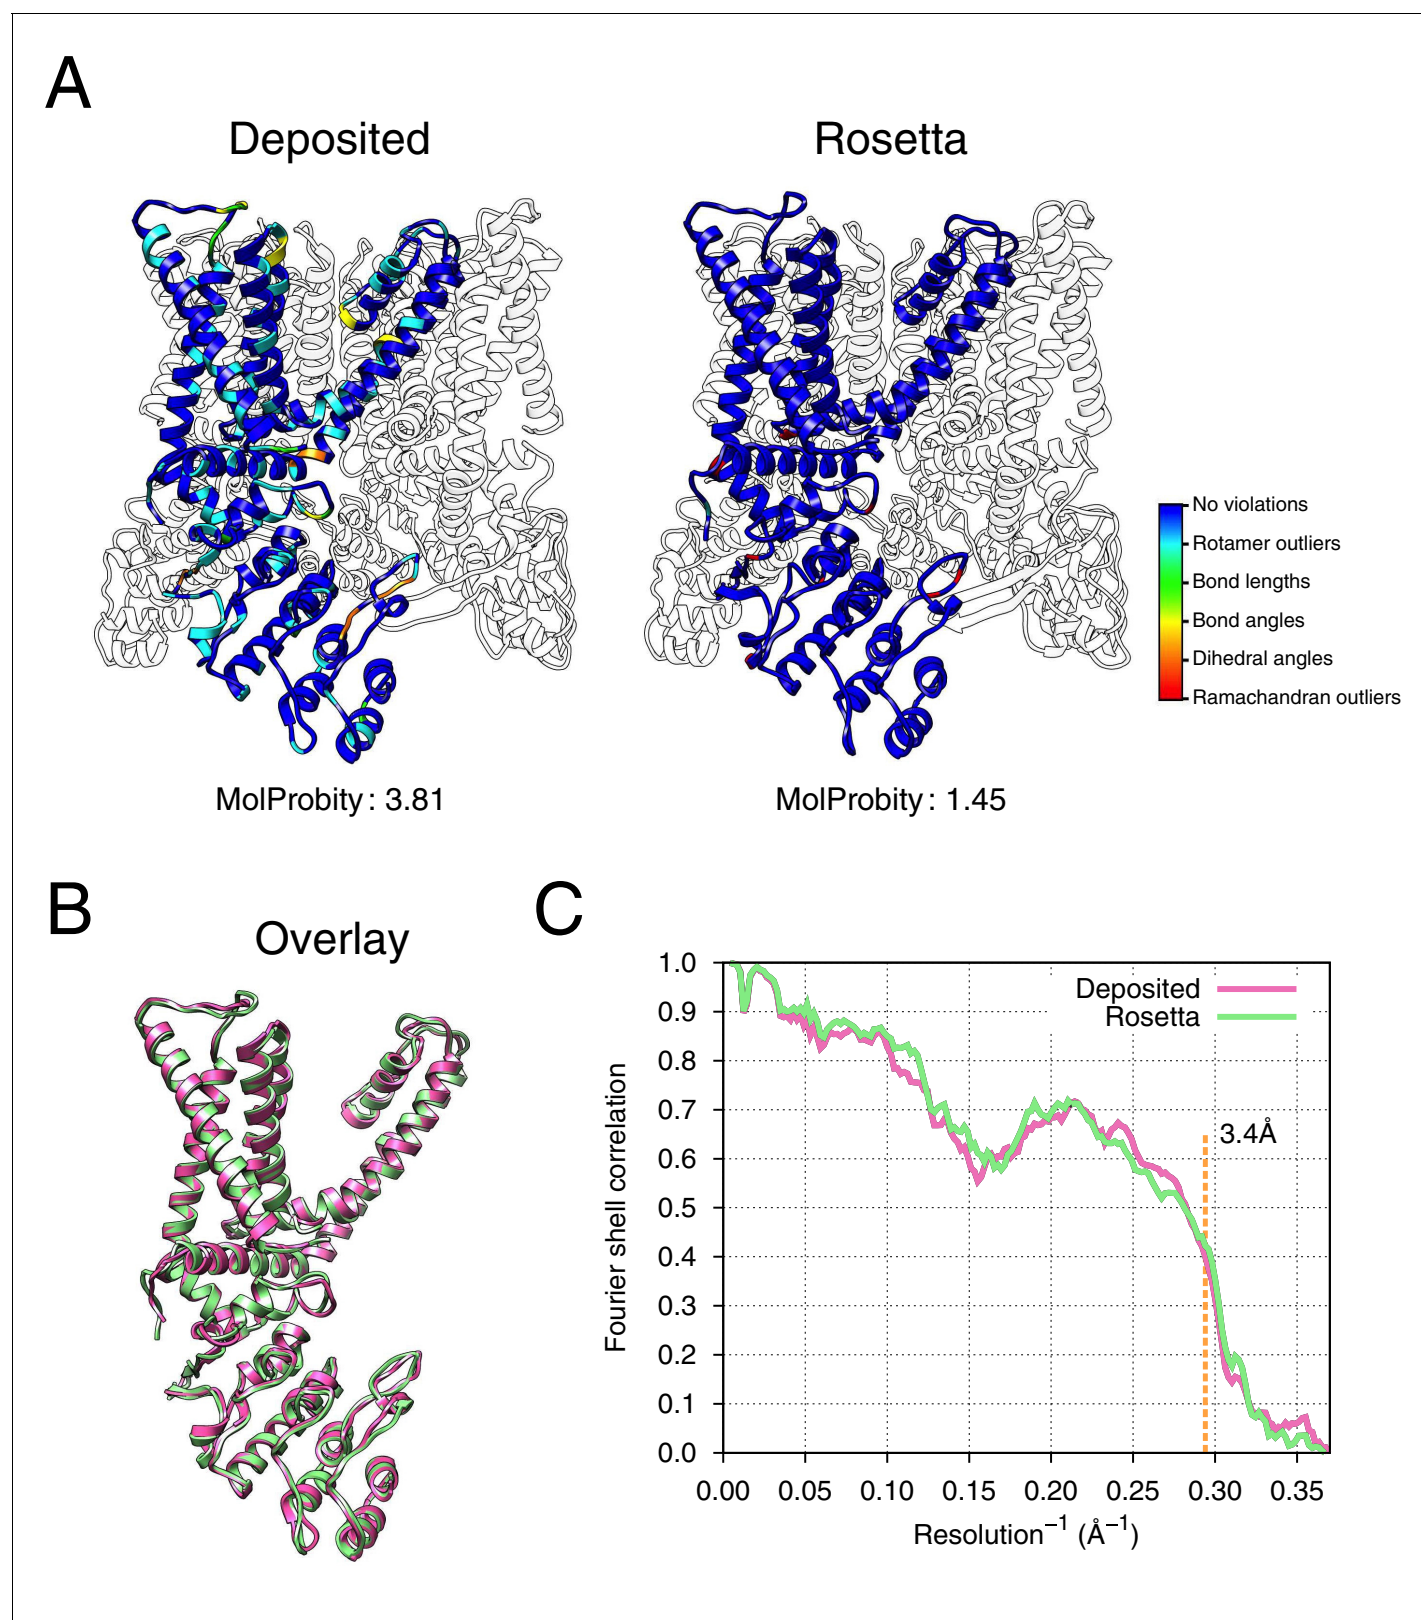 A
Deposited
Rosetta
No violations
Rotamer outliers
Bond lengths
Bond angles
Dihedral angles
Ramachandran outliers
MolProbity: 3.81
MolProbity: 1.45
B
Overlay
C
1.0
0.9
0.8
0.7
0.6
0.5
0.4
0.3
0.2
0.1
0.0
Fourier shell correlation
Deposited
Rosetta
3.4Å
0.00 0.05 0.10 0.15 0.20 0.25 0.30 0.35
Resolution⁻¹ (Å⁻¹)